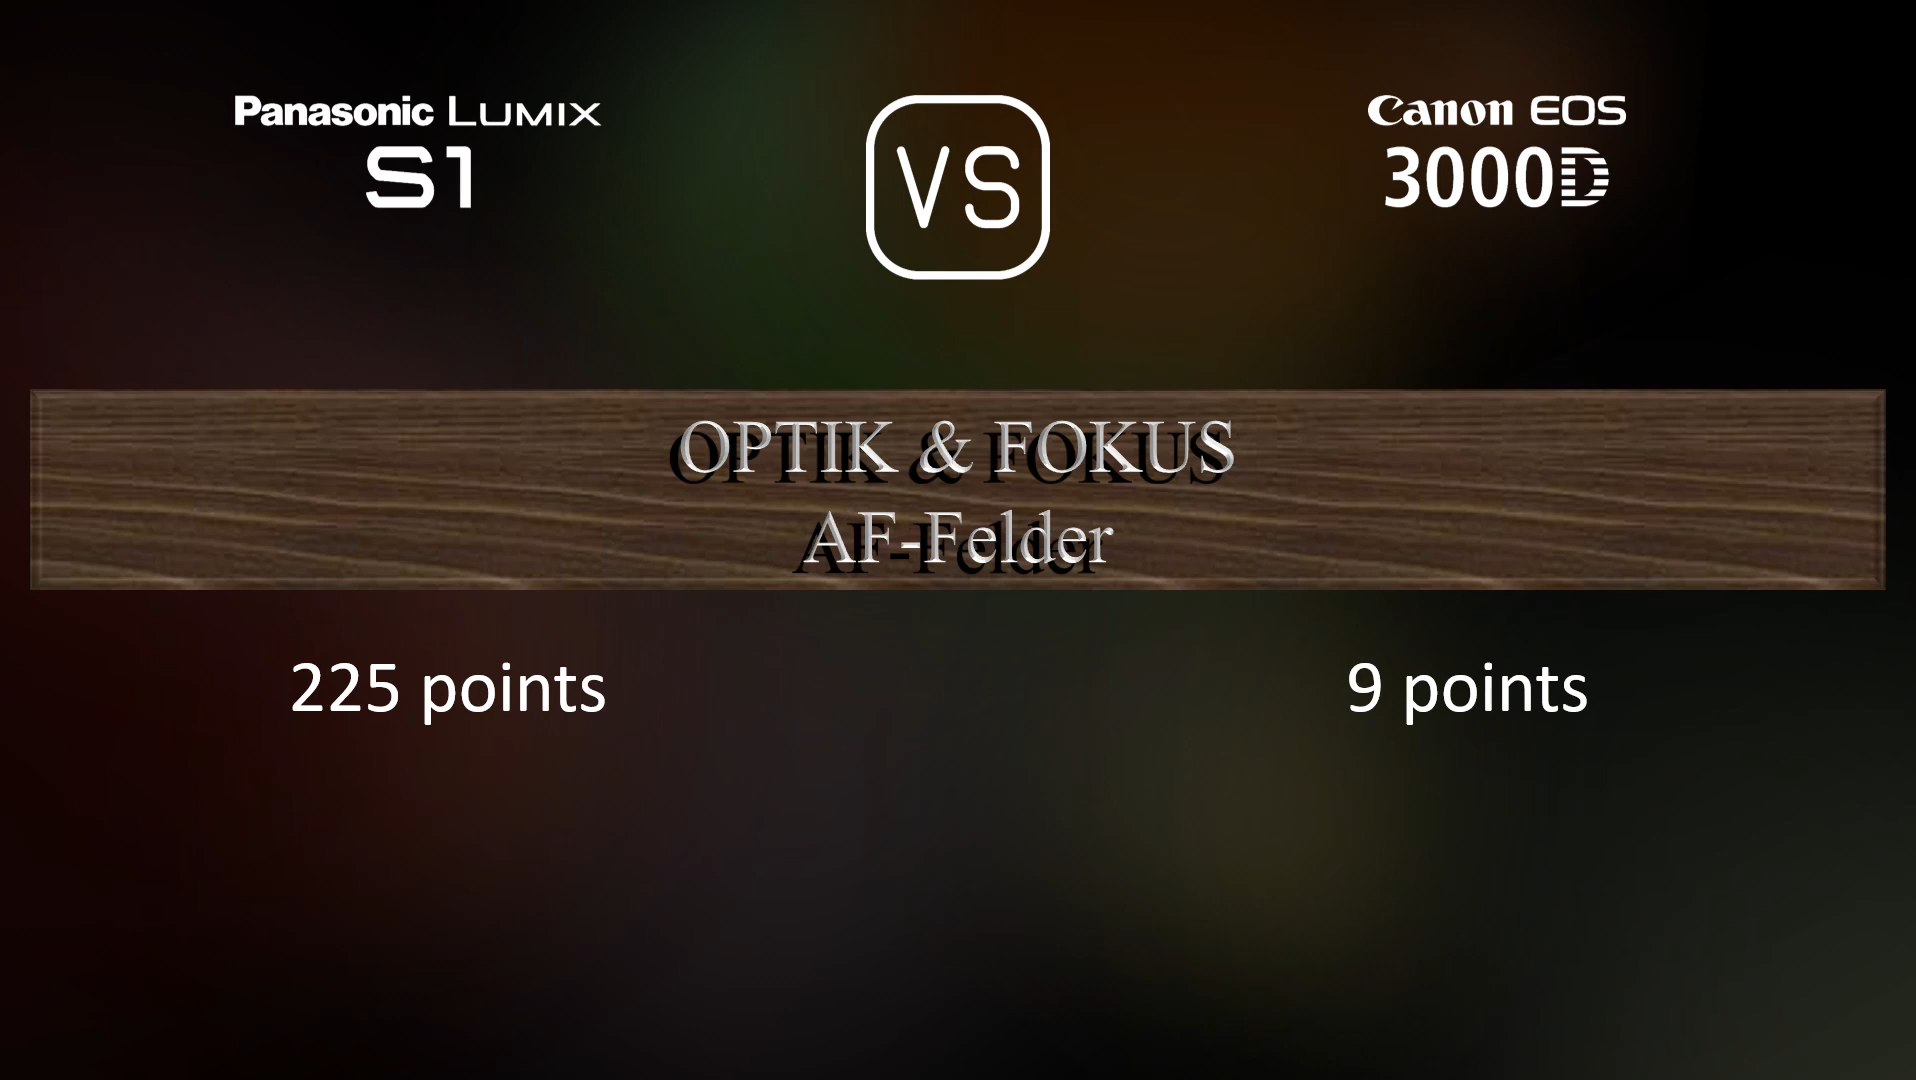 Panasonic LUMIX
S1
VS
Canon EOS
3000D
OPTIK & FOKUS
AF-Felder
225 points
9 points